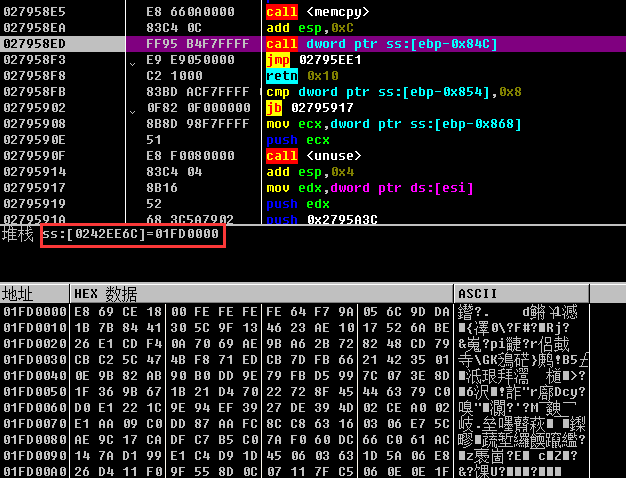 027958E5 E8 660A0000 call <memcpy>
027958EA 83C4 0C add esp,0xC
027958ED FF95 B4F7FFFF call dword ptr ss:[ebp-0x84C]
027958F3 E9 E9050000 jmp 02795EE1
027958F8 C2 1000 retn 0x10
027958FB 83BD ACF7FFFF cmp dword ptr ss:[ebp-0x854],0x8
02795902 0F82 0F000000 jb 02795917
02795908 8B8D 98F7FFFF mov ecx,dword ptr ss:[ebp-0x868]
0279590E 51 push ecx
0279590F E8 F0080000 call <unuse>
02795914 83C4 04 add esp,0x4
02795917 8B16 mov edx,dword ptr ds:[esi]
02795919 52 push edx
0279591A 68 3C5A7902 push 0x2795A3C
堆栈 ss:[0242EE6C]=01FD0000
地址 HEX 数据 ASCII
01FD0000 E8 69 CE 18 00 FE FE FE FE 64 F7 9A 05 6C 9D DA
01FD0010 1B 7B 84 41 30 5C 9F 13 46 23 AE 10 17 52 6A BE
01FD0020 26 E1 CD F4 0A 70 69 AE 9B A6 2B 72 82 48 CD 79
01FD0030 CB C2 5C 47 4B F8 71 ED CB 7D FB 66 21 42 35 01
01FD0040 0E 9B 82 AB 90 B0 DD 9E 79 FB D5 99 7C 07 3E 8D
01FD0050 1F 36 9B 67 1B 21 D4 70 22 72 8F 45 44 63 79 C0
01FD0060 D0 E1 22 1C 9E 94 EF 39 27 DE 39 4D 02 CE A0 02
01FD0070 E1 AA 09 C0 DD 87 AA FC 8C C8 63 16 03 06 E7 5C
01FD0080 AE 9C 17 CA DF C7 B5 C0 7A F0 60 DC 66 C0 61 AC
01FD0090 14 7A D1 99 E1 C4 D9 1D 45 06 03 63 1D 5A 06 E8
01FD00A0 26 D4 11 F0 9F 55 8D 0C 07 11 7F C5 06 0E 0E 1F